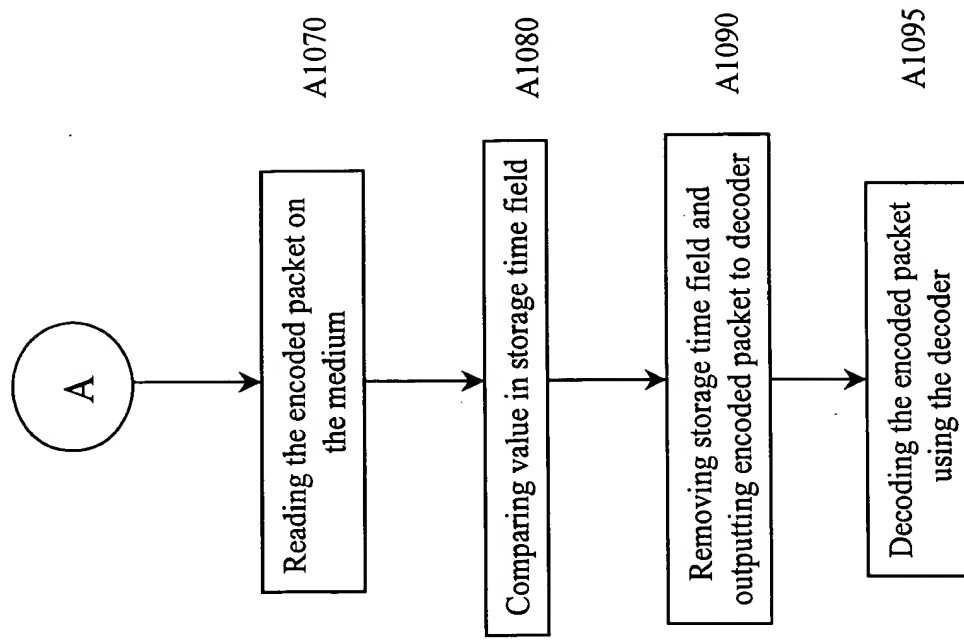 A
Reading the encoded packet on
the medium
A1070
Comparing value in storage time field
A1080
Removing storage time field and
outputting encoded packet to decoder
A1090
Decoding the encoded packet
using the decoder
A1095